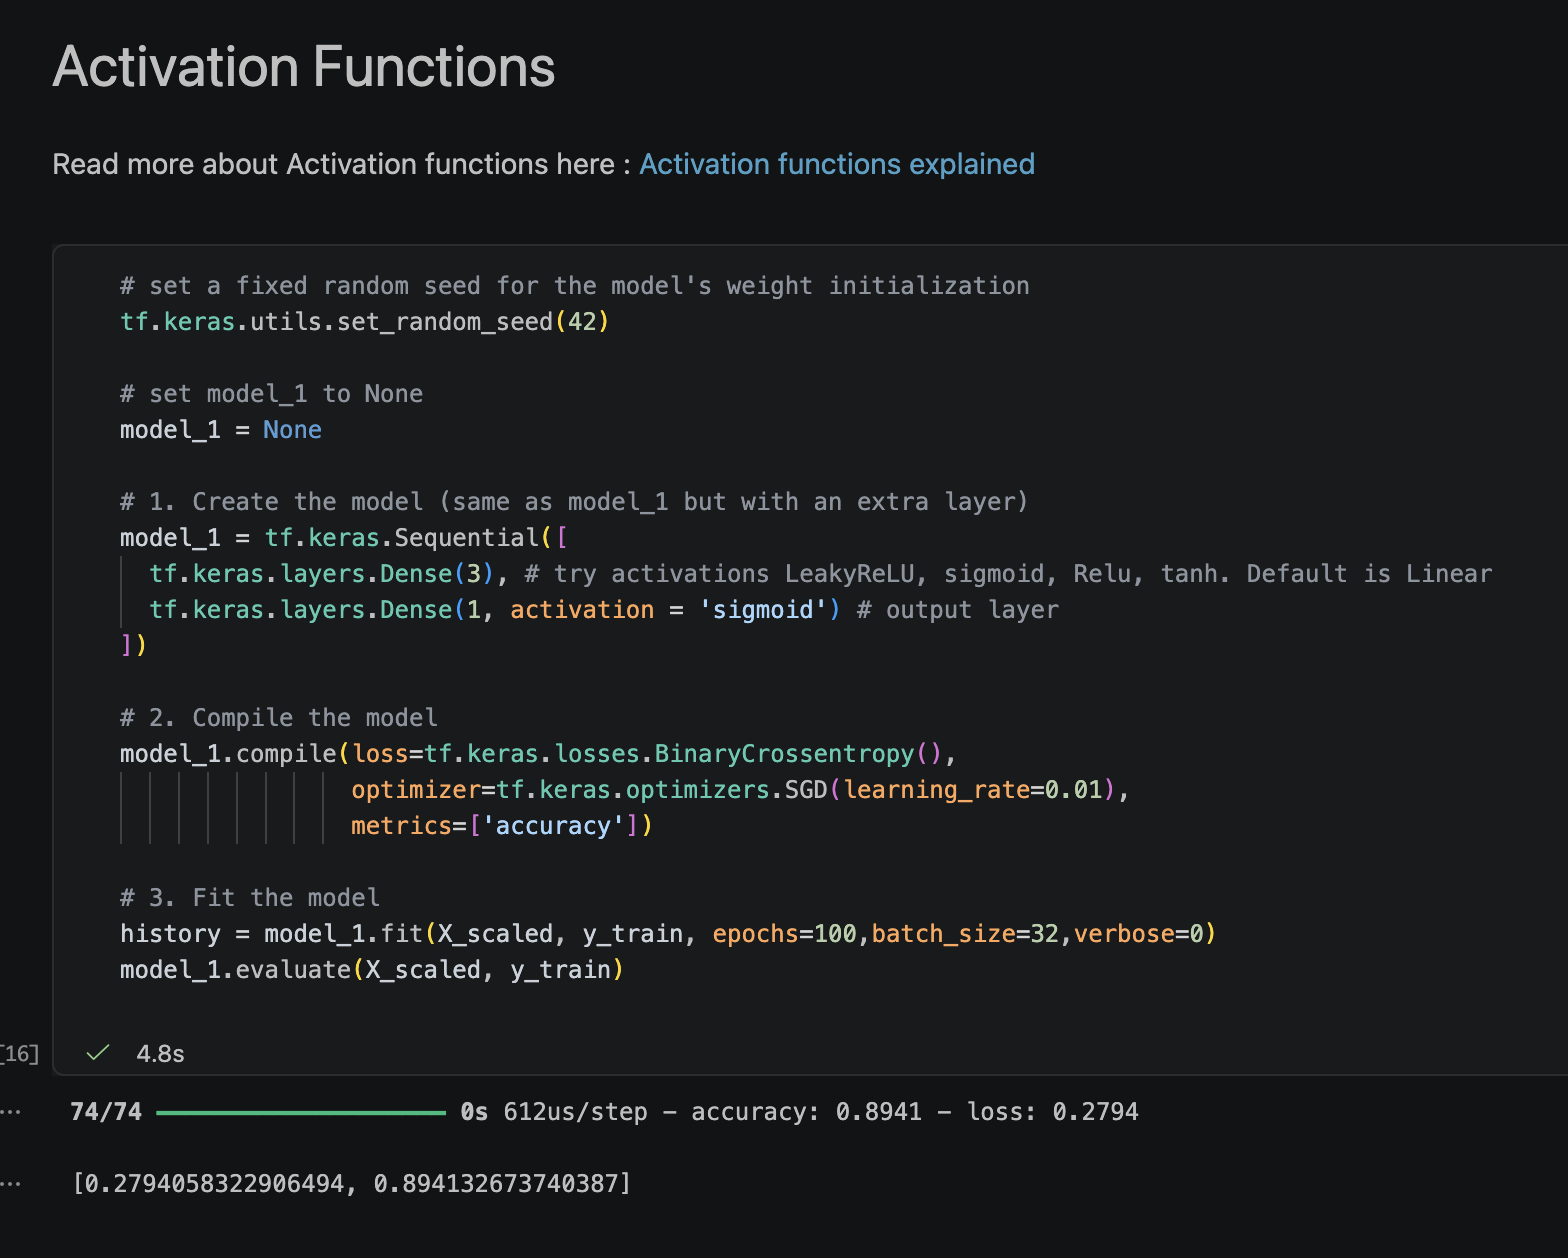 Activation Functions
Read more about Activation functions here : Activation functions explained
# set a fixed random seed for the model's weight initialization
tf.keras.utils.set_random_seed(42)
# set model_1 to None
model_1 = None
# 1. Create the model (same as model_1 but with an extra layer)
model_1 = tf.keras.Sequential([
tf.keras.layers.Dense(3), # try activations LeakyReLU, sigmoid, Relu, tanh. Default is Linear
tf.keras.layers.Dense(1, activation = 'sigmoid') # output layer
])
# 2. Compile the model
model_1.compile(loss=tf.keras.losses.BinaryCrossentropy(),
optimizer=tf.keras.optimizers.SGD(learning_rate=0.01),
metrics=['accuracy'])
# 3. Fit the model
history = model_1.fit(X_scaled, y_train, epochs=100,batch_size=32,verbose=0)
model_1.evaluate(X_scaled, y_train)
[16] ✓ 4.8s
... 74/74 0s 612us/step – accuracy: 0.8941 – loss: 0.2794
... [0.2794058322906494, 0.894132673740387]